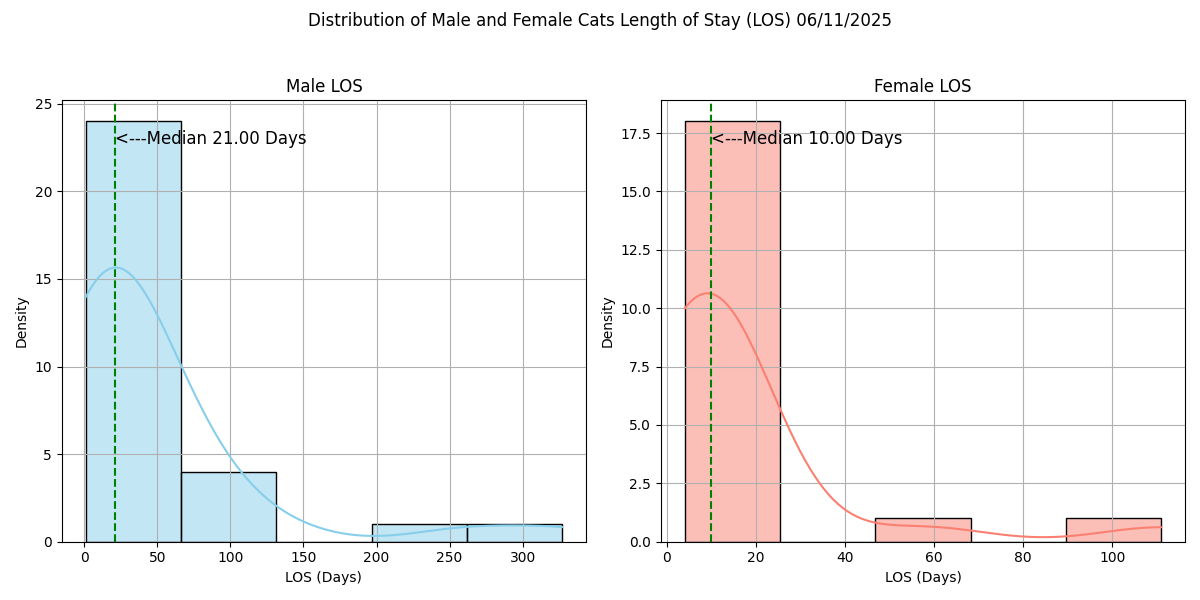 Distribution of Male and Female Cats Length of Stay (LOS) 06/11/2025
Male LOS
25
20
15
10
5
0
Density
<---Median 21.00 Days
0 50 100 150 200 250 300
LOS (Days)
Female LOS
17.5
15.0
12.5
10.0
7.5
5.0
2.5
0.0
Density
<---Median 10.00 Days
0 20 40 60 80 100
LOS (Days)